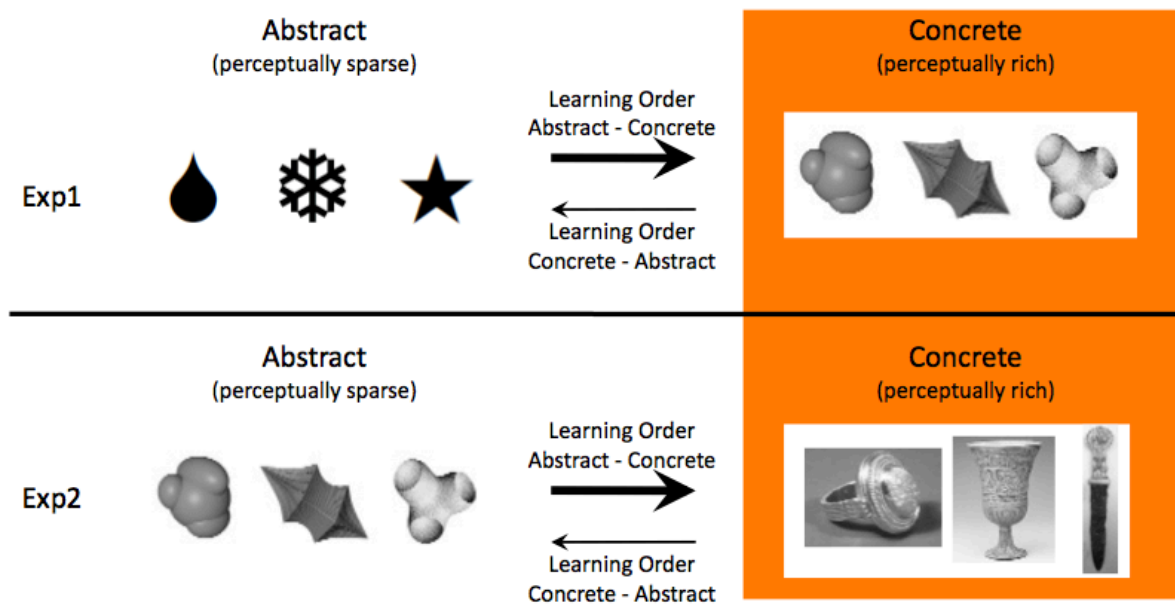 Abstract
(perceptually sparse)
Concrete
(perceptually rich)
Learning Order
Abstract - Concrete
Exp1
Learning Order
Concrete - Abstract
Abstract
(perceptually sparse)
Concrete
(perceptually rich)
Learning Order
Abstract - Concrete
Exp2
Learning Order
Concrete - Abstract